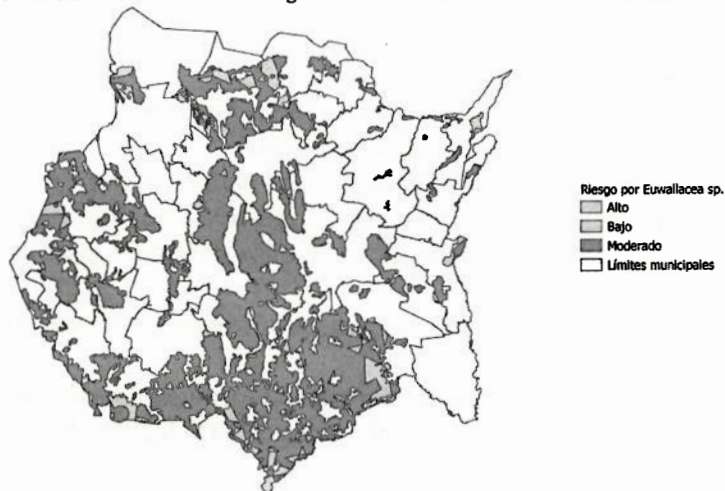 Riesgo por Euwallacea sp.
Alto
Bajo
Moderado
Límites municipales